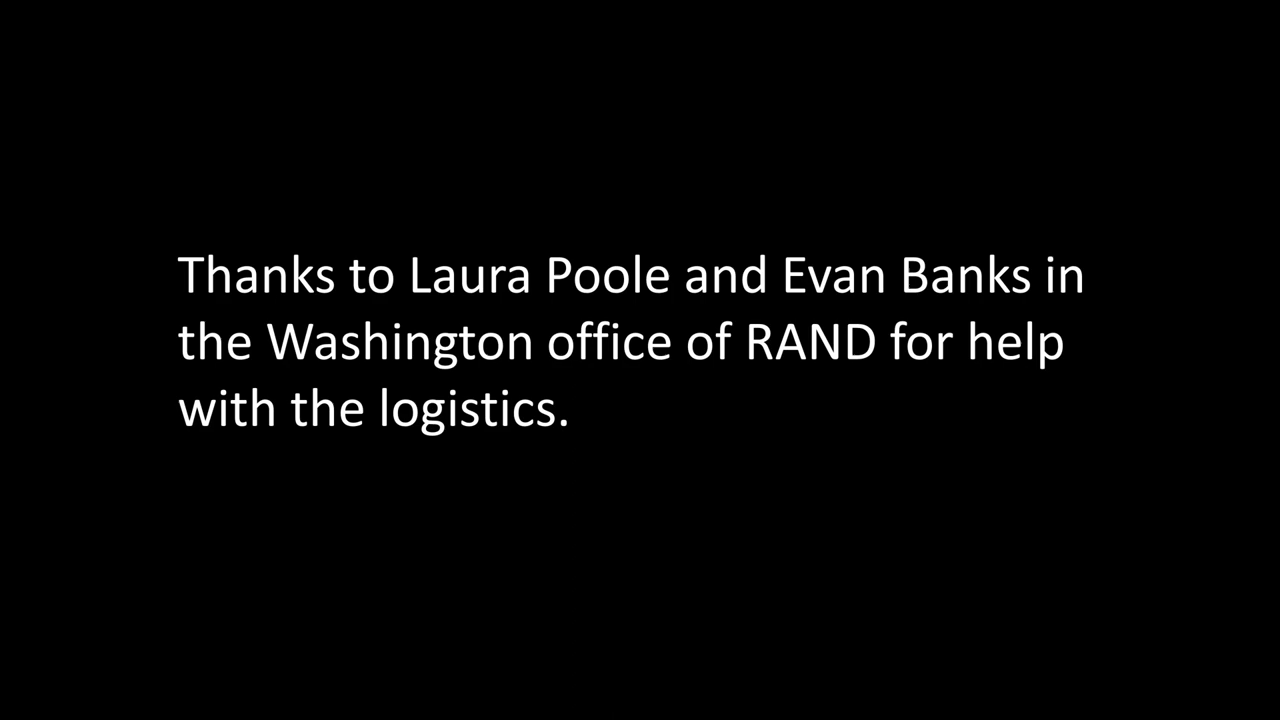 Thanks to Laura Poole and Evan Banks in
the Washington office of RAND for help
with the logistics.